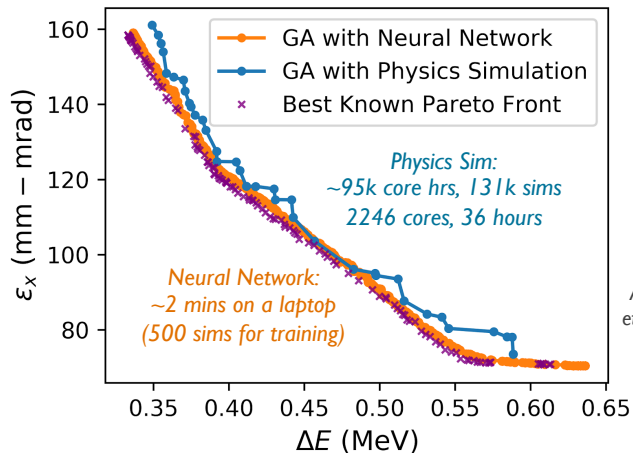 160
140
120
100
80
εx (mm − mrad)
GA with Neural Network
GA with Physics Simulation
Best Known Pareto Front
Physics Sim:
~95k core hrs, 131k sims
2246 cores, 36 hours
Neural Network:
~2 mins on a laptop
(500 sims for training)
0.35 0.40 0.45 0.50 0.55 0.60 0.65
ΔE (MeV)